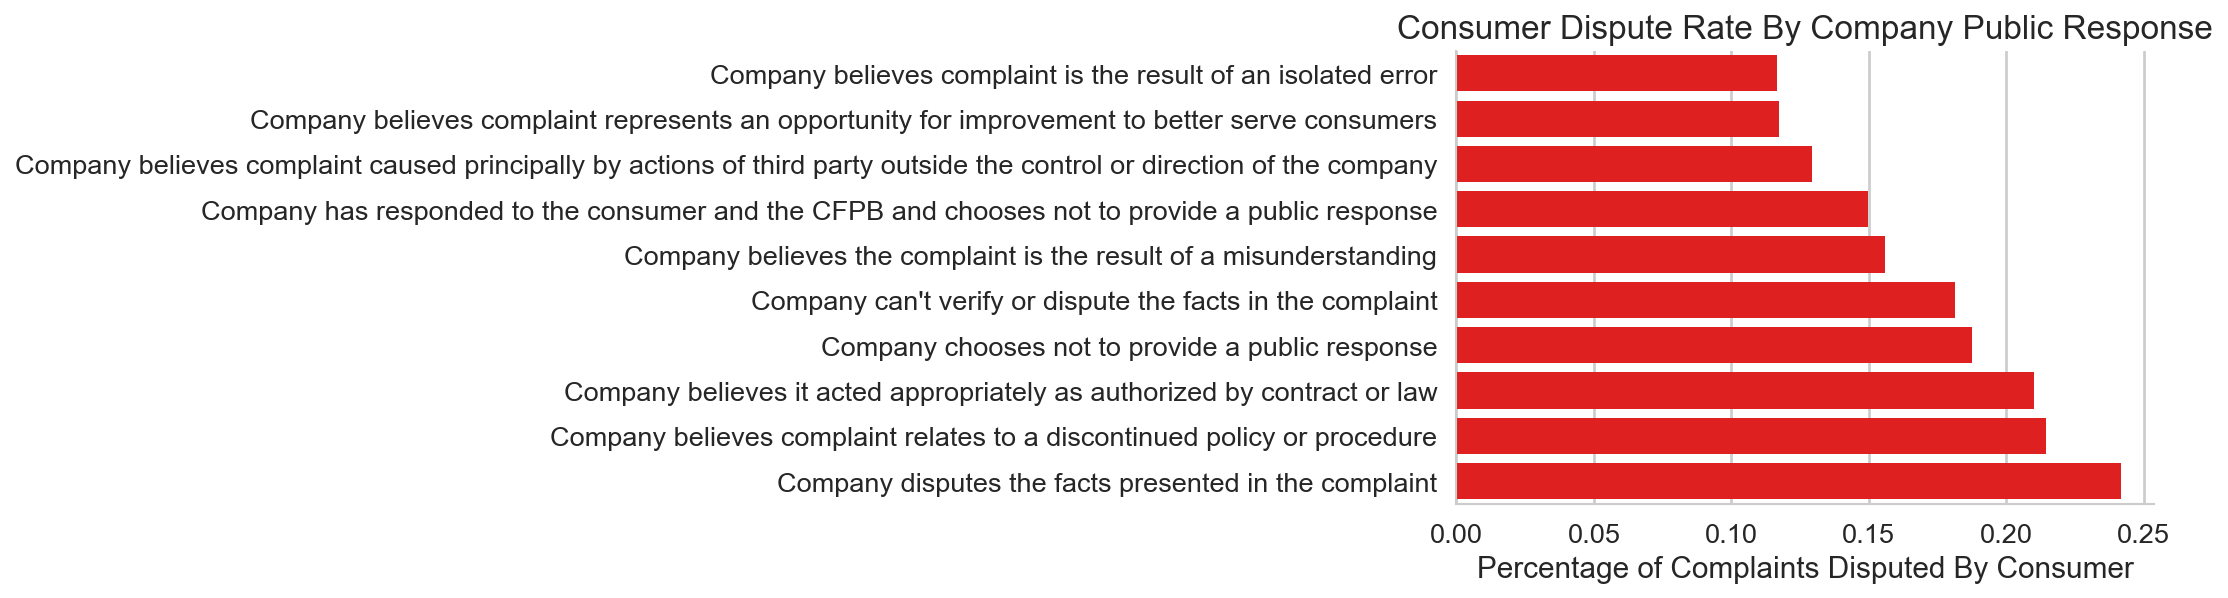 Consumer Dispute Rate By Company Public Response
Company believes complaint is the result of an isolated error
Company believes complaint represents an opportunity for improvement to better serve consumers
Company believes complaint caused principally by actions of third party outside the control or direction of the company
Company has responded to the consumer and the CFPB and chooses not to provide a public response
Company believes the complaint is the result of a misunderstanding
Company can't verify or dispute the facts in the complaint
Company chooses not to provide a public response
Company believes it acted appropriately as authorized by contract or law
Company believes complaint relates to a discontinued policy or procedure
Company disputes the facts presented in the complaint
0.00 0.05 0.10 0.15 0.20 0.25
Percentage of Complaints Disputed By Consumer